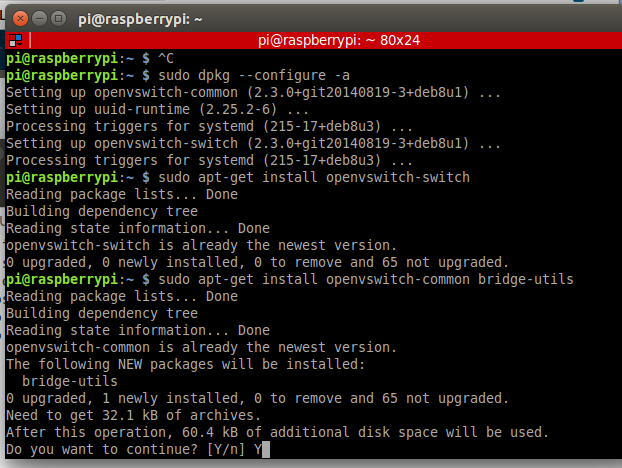 pi@raspberrypi: ~
pi@raspberrypi: ~ 80x24
pi@raspberrypi:~ $ ^C
pi@raspberrypi:~ $ sudo dpkg --configure -a
Setting up openvswitch-common (2.3.0+git20140819-3+deb8u1) ...
Setting up uuid-runtime (2.25.2-6) ...
Processing triggers for systemd (215-17+deb8u3) ...
Setting up openvswitch-switch (2.3.0+git20140819-3+deb8u1) ...
Processing triggers for systemd (215-17+deb8u3) ...
pi@raspberrypi:~ $ sudo apt-get install openvswitch-switch
Reading package lists... Done
Building dependency tree
Reading state information... Done
openvswitch-switch is already the newest version.
0 upgraded, 0 newly installed, 0 to remove and 65 not upgraded.
pi@raspberrypi:~ $ sudo apt-get install openvswitch-common bridge-utils
Reading package lists... Done
Building dependency tree
Reading state information... Done
openvswitch-common is already the newest version.
The following NEW packages will be installed:
  bridge-utils
0 upgraded, 1 newly installed, 0 to remove and 65 not upgraded.
Need to get 32.1 kB of archives.
After this operation, 60.4 kB of additional disk space will be used.
Do you want to continue? [Y/n] Y